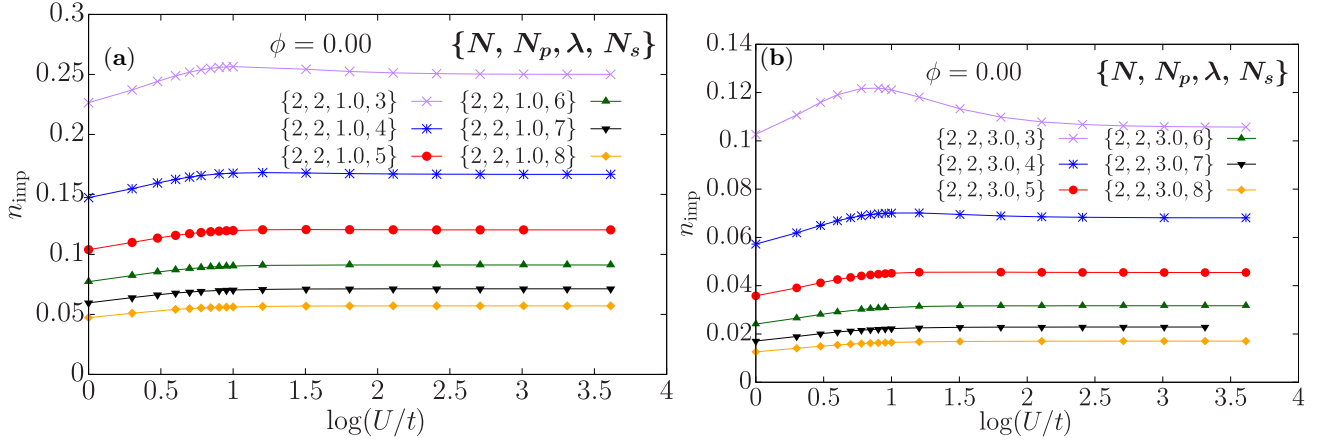 (a)
ϕ = 0.00
{N, N_p, λ, N_s}
{2, 2, 1.0, 3}
{2, 2, 1.0, 6}
{2, 2, 1.0, 4}
{2, 2, 1.0, 7}
{2, 2, 1.0, 5}
{2, 2, 1.0, 8}
0.3
0.25
0.2
0.15
0.1
0.05
0
n_imp
0 0.5 1 1.5 2 2.5 3 3.5 4
log(U/t)
(b)
ϕ = 0.00
{N, N_p, λ, N_s}
{2, 2, 3.0, 3}
{2, 2, 3.0, 6}
{2, 2, 3.0, 4}
{2, 2, 3.0, 7}
{2, 2, 3.0, 5}
{2, 2, 3.0, 8}
0.14
0.12
0.1
0.08
0.06
0.04
0.02
0
n_imp
0 0.5 1 1.5 2 2.5 3 3.5 4
log(U/t)